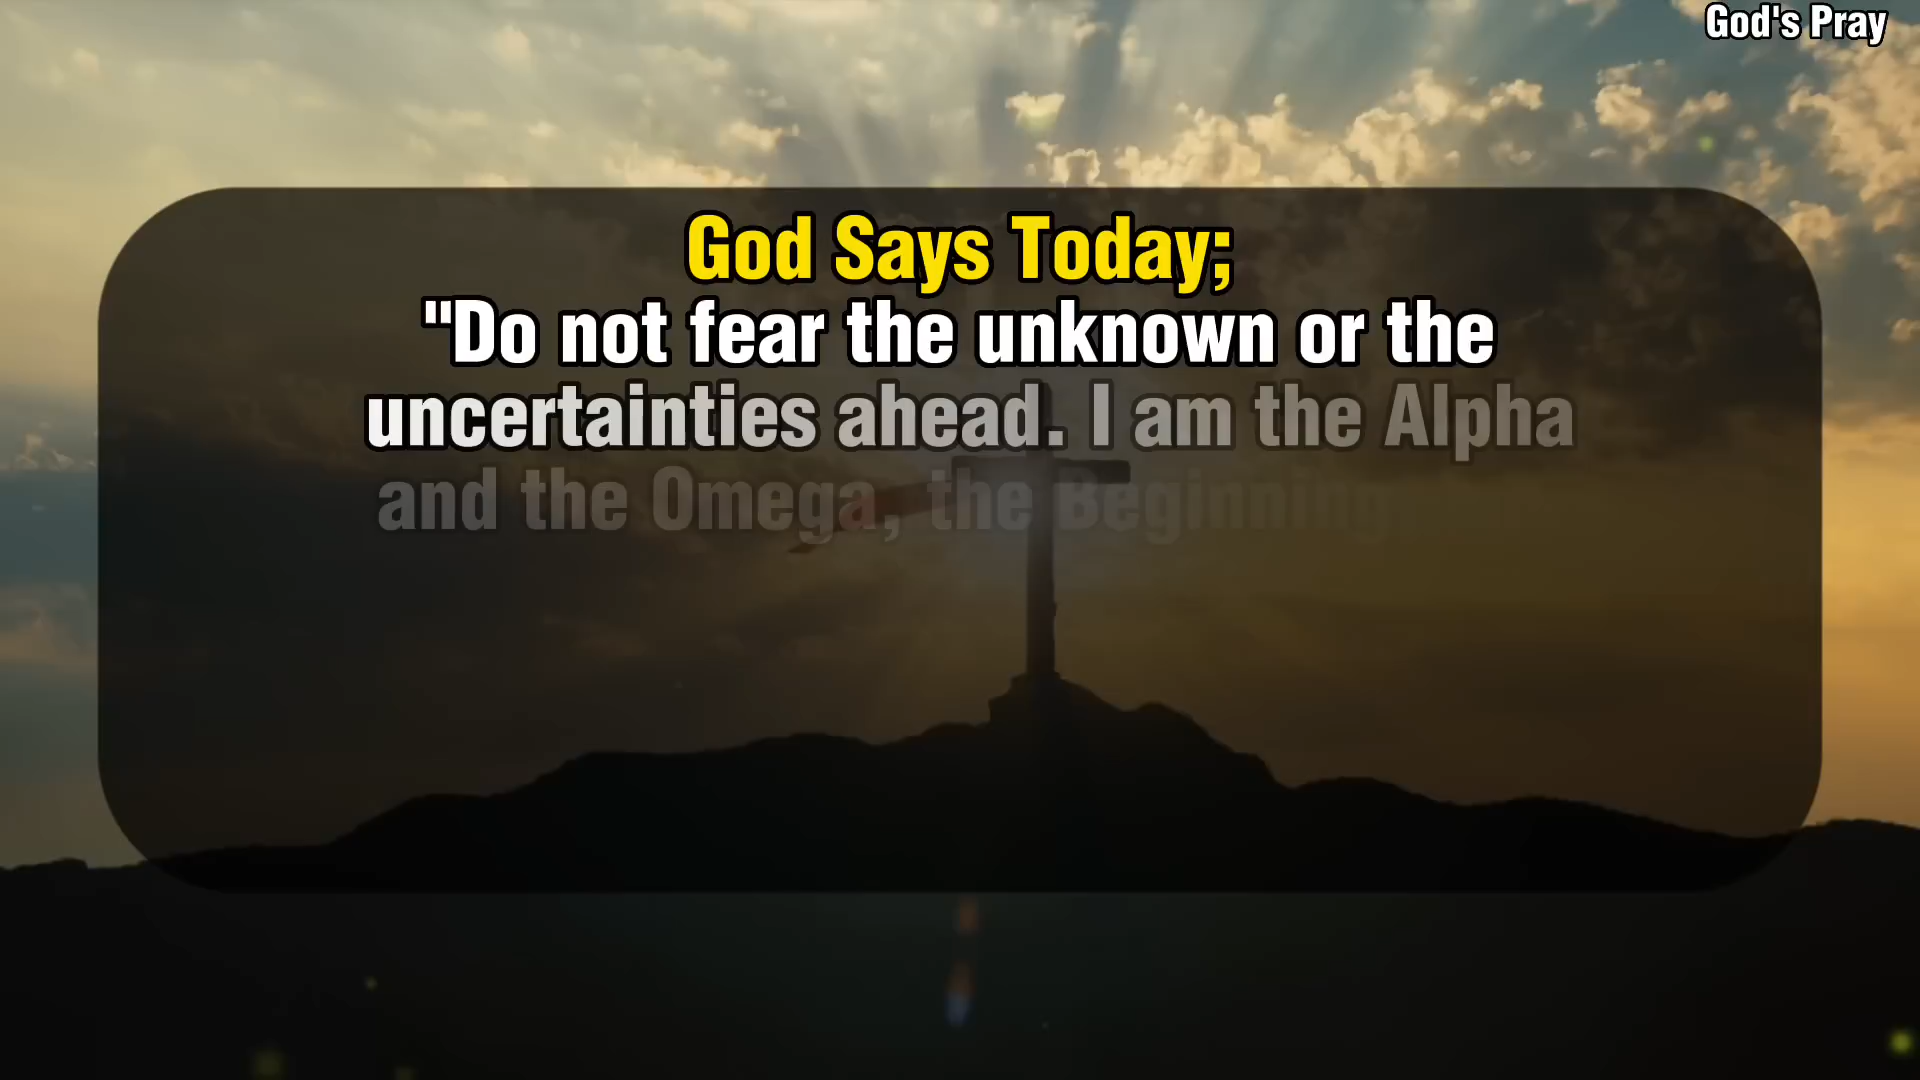 God's Pray
God Says Today;
"Do not fear the unknown or the
uncertainties ahead. I am the Alpha
and the Omega, the Beginning